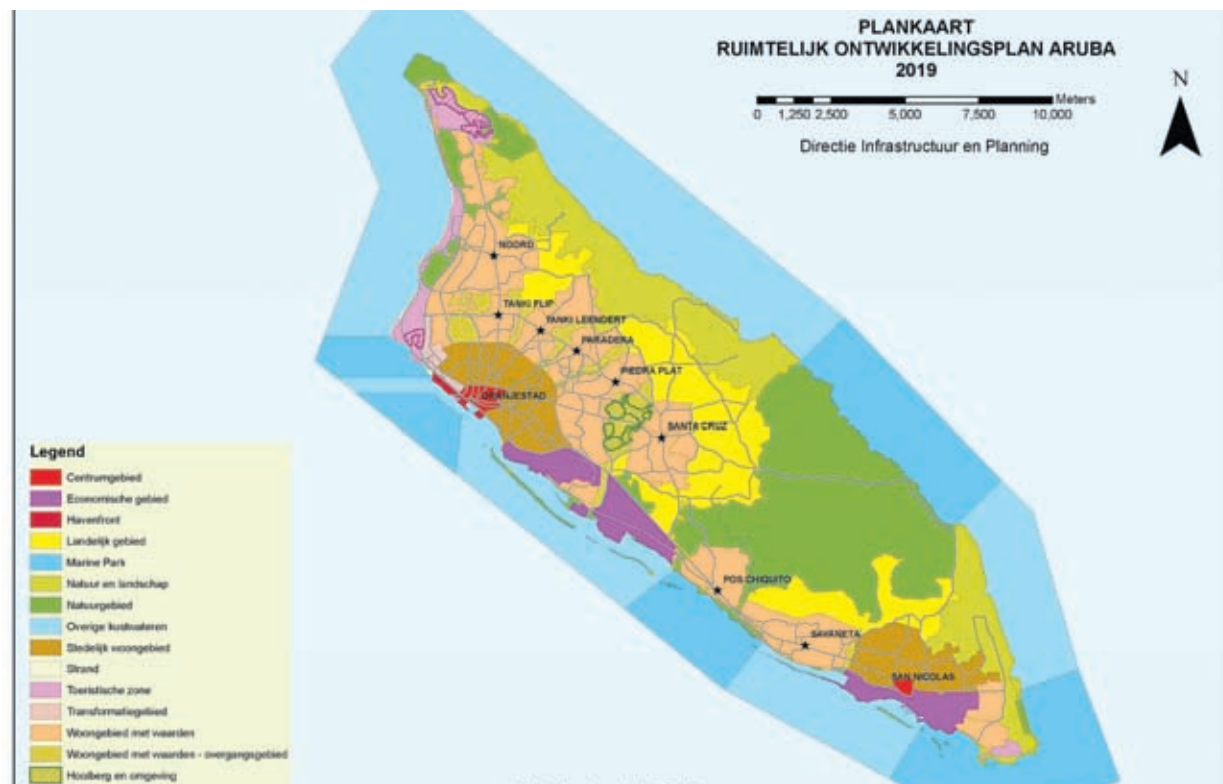 PLANKAART
RUIMTELIJK ONTWIKKELINGSPLAN ARUBA
2019
Meters
0 1,250 2,500 5,000 7,500 10,000
Directie Infrastructuur en Planning
N
NOORD
TANKI FLIP
TANKI LEENDERT
PARADERA
PIEDRA PLAT
ORANJESTAD
SANTA CRUZ
POS CHIQUITO
SAVANETA
SAN NICOLAS
Legend
Centrumgebied
Economische gebied
Havenfront
Landelijk gebied
Marine Park
Natuur en landschap
Natuurgebied
Overige kustwateren
Stedelijk woongebied
Strand
Toeristische zone
Transformatiegebied
Woongebied met waarden
Woongebied met waarden - overgangsgebied
Hooiberg en omgeving